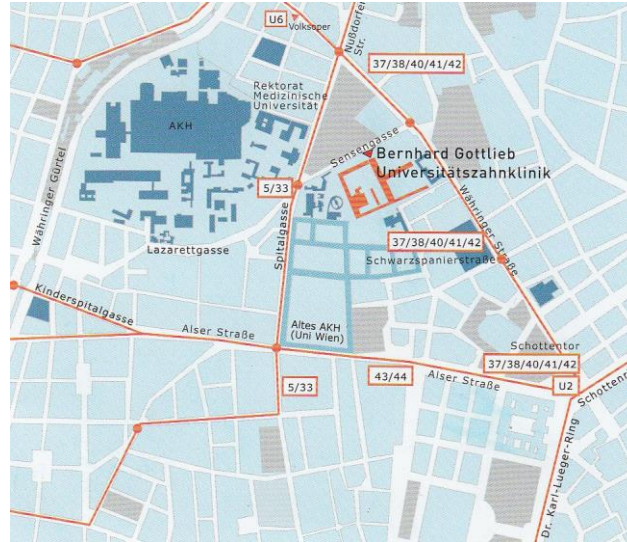 U6
Volksoper
Nußdorfer
Str.
37/38/40/41/42
Rektorat
Medizinische
Universität
AKH
Sensengasse
Bernhard Gottlieb
Universitätszahnklinik
5/33
Währinger Gürtel
Spitalgasse
Währinger Straße
37/38/40/41/42
Lazarettgasse
Schwarzspanierstraße
Kinderspitalgasse
Alser Straße
Altes AKH
(Uni Wien)
Schottentor
37/38/40/41/42
5/33
43/44
Alser Straße
U2
Schottenr
Dr. Karl-Lueger-Ring